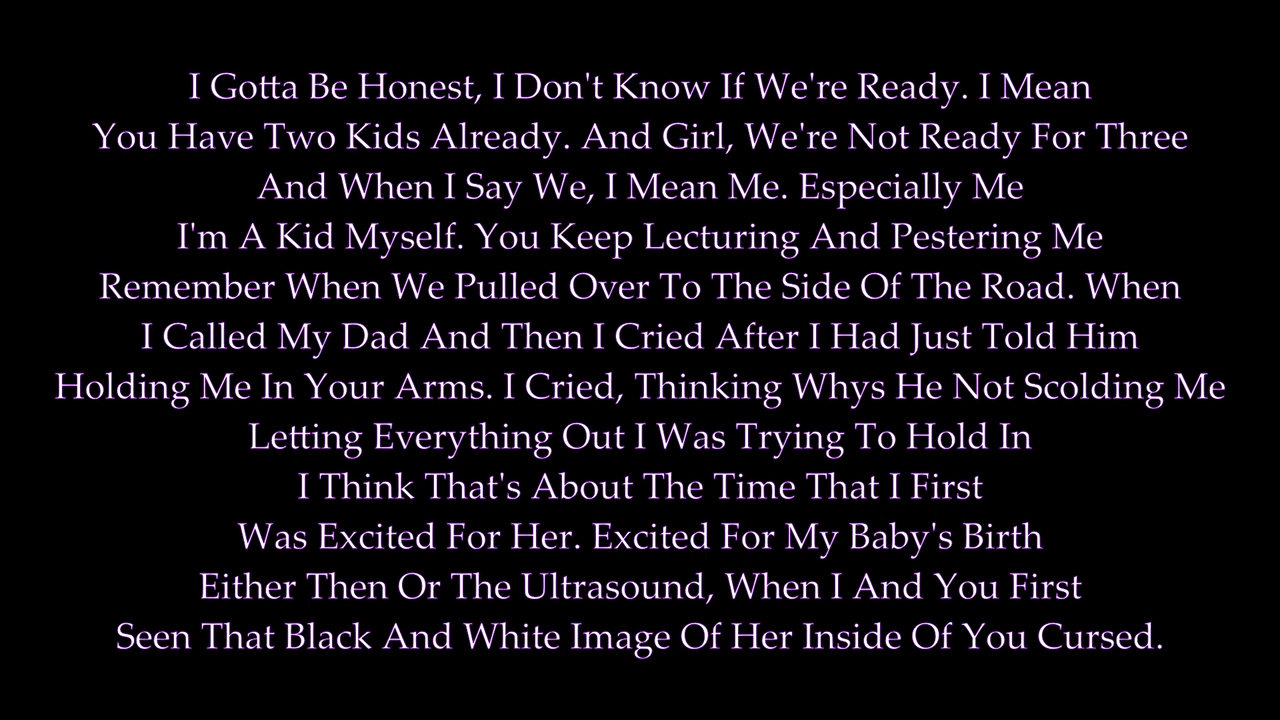 I Gotta Be Honest, I Don't Know If We're Ready. I Mean
You Have Two Kids Already. And Girl, We're Not Ready For Three
And When I Say We, I Mean Me. Especially Me
I'm A Kid Myself. You Keep Lecturing And Pestering Me
Remember When We Pulled Over To The Side Of The Road. When
I Called My Dad And Then I Cried After I Had Just Told Him
Holding Me In Your Arms. I Cried, Thinking Whys He Not Scolding Me
Letting Everything Out I Was Trying To Hold In
I Think That's About The Time That I First
Was Excited For Her. Excited For My Baby's Birth
Either Then Or The Ultrasound, When I And You First
Seen That Black And White Image Of Her Inside Of You Cursed.